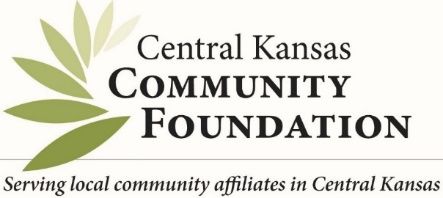 Central Kansas
COMMUNITY
FOUNDATION
Serving local community affiliates in Central Kansas